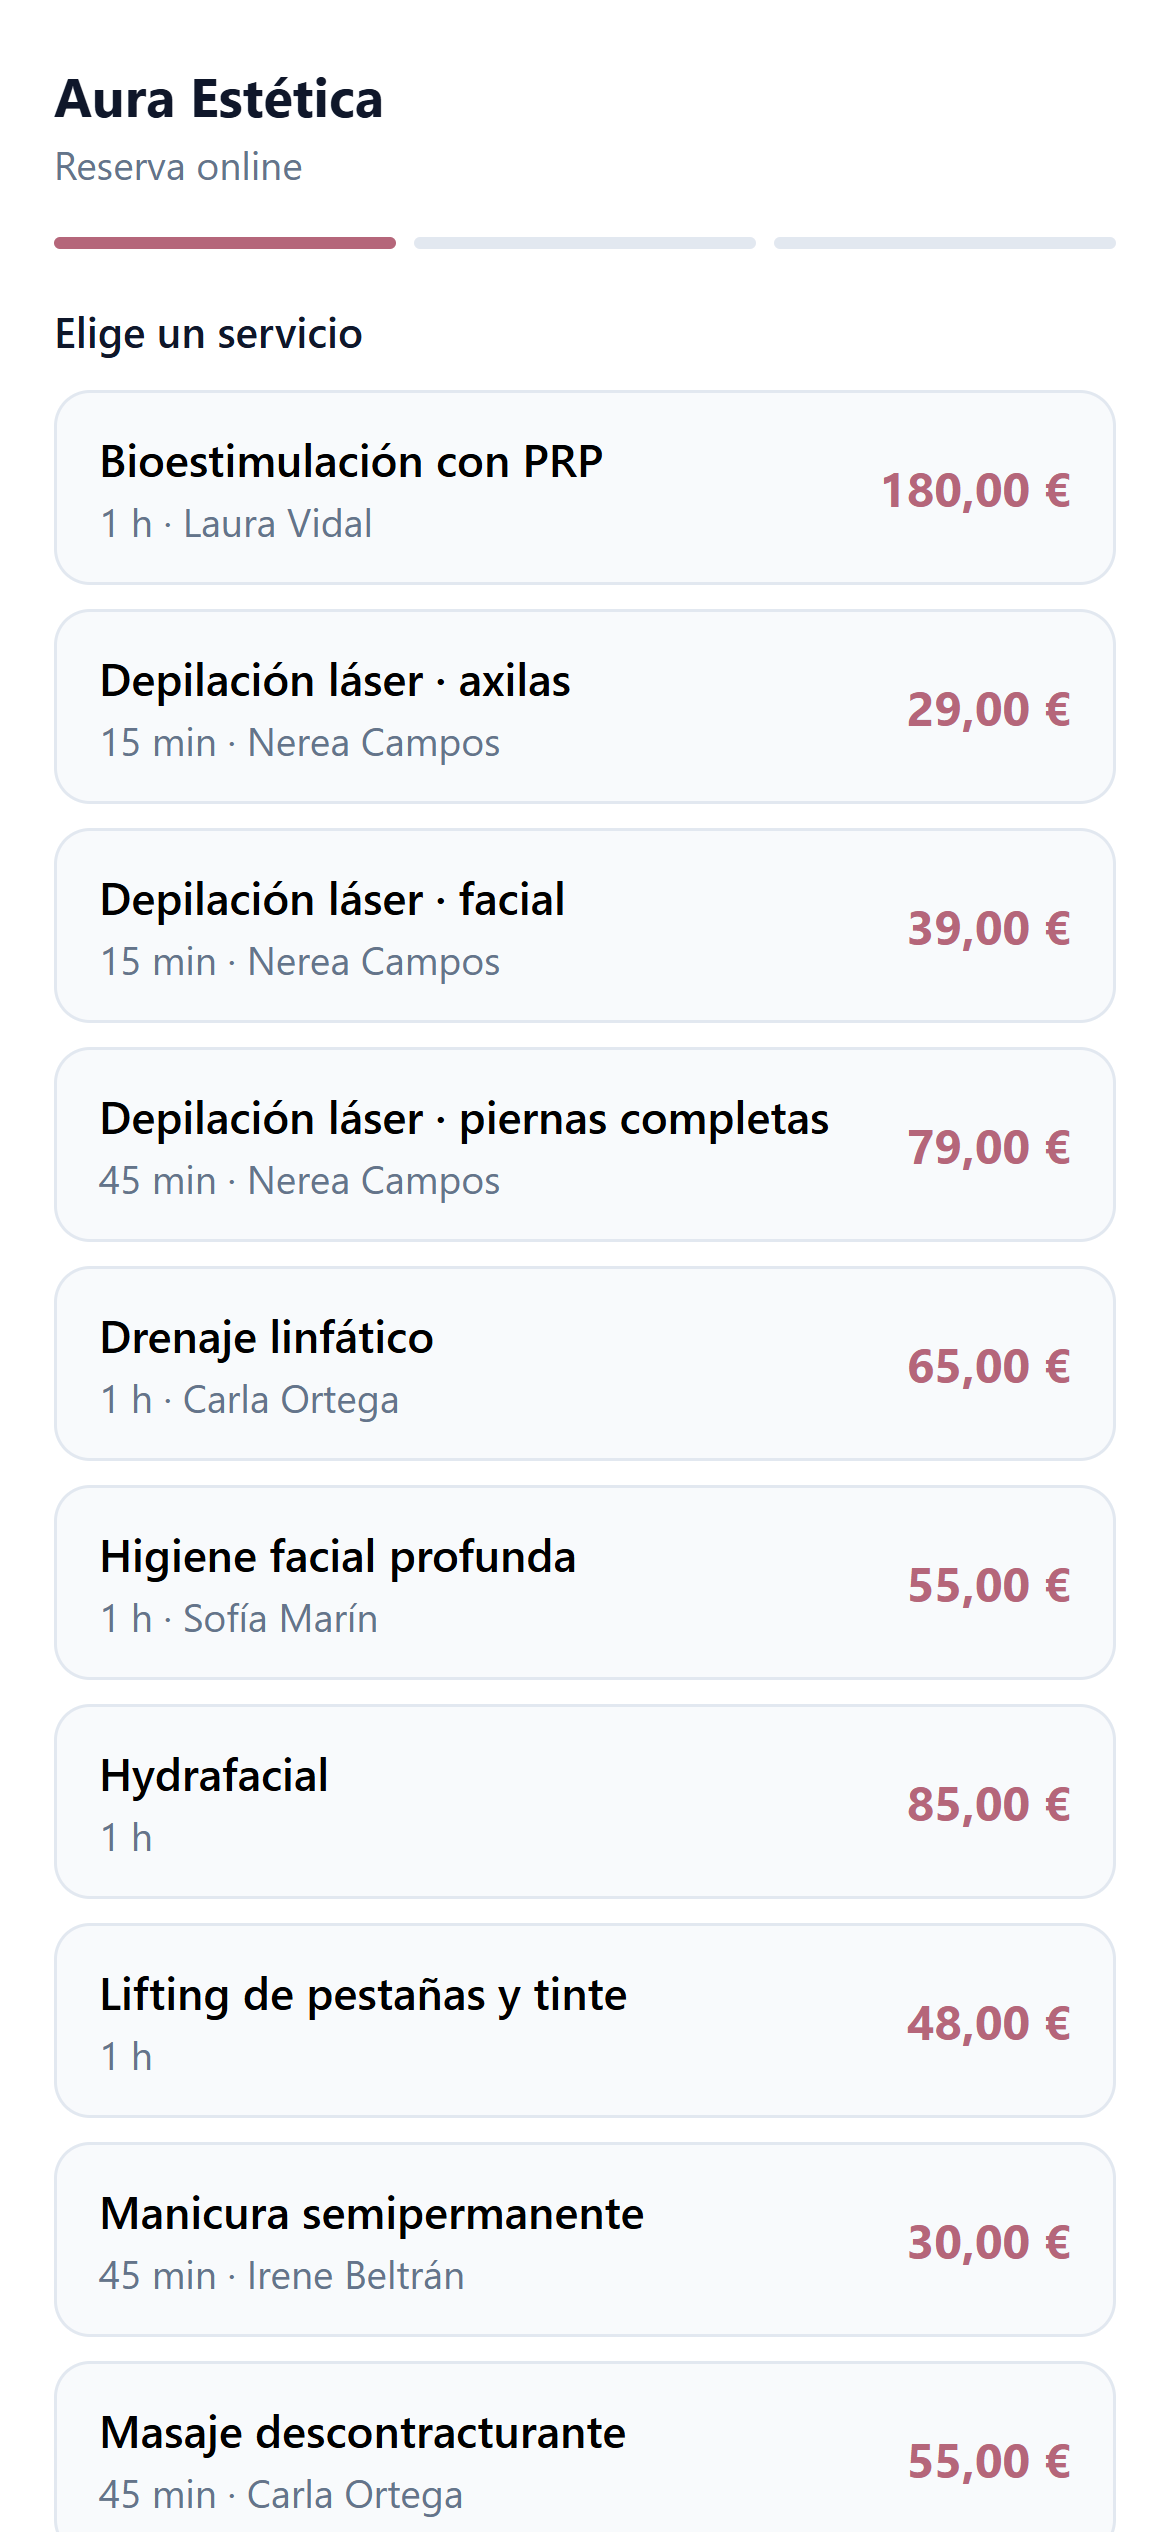 Aura Estética
Reserva online
Elige un servicio
Bioestimulación con PRP
1 h · Laura Vidal
180,00 €
Depilación láser · axilas
15 min · Nerea Campos
29,00 €
Depilación láser · facial
15 min · Nerea Campos
39,00 €
Depilación láser · piernas completas
45 min · Nerea Campos
79,00 €
Drenaje linfático
1 h · Carla Ortega
65,00 €
Higiene facial profunda
1 h · Sofía Marín
55,00 €
Hydrafacial
1 h
85,00 €
Lifting de pestañas y tinte
1 h
48,00 €
Manicura semipermanente
45 min · Irene Beltrán
30,00 €
Masaje descontracturante
45 min · Carla Ortega
55,00 €